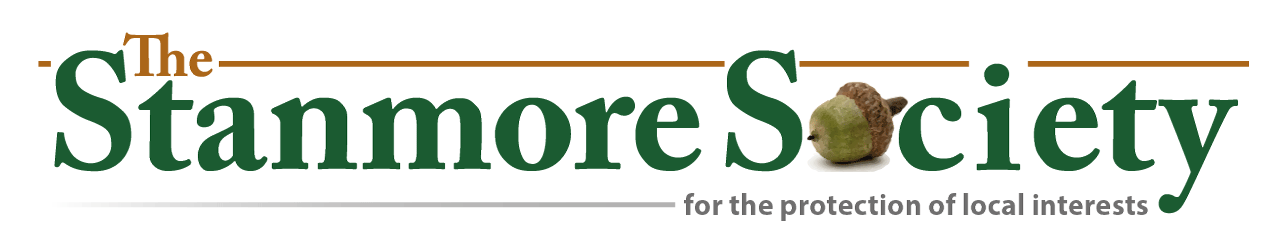 The
Stanmore Society
for the protection of local interests